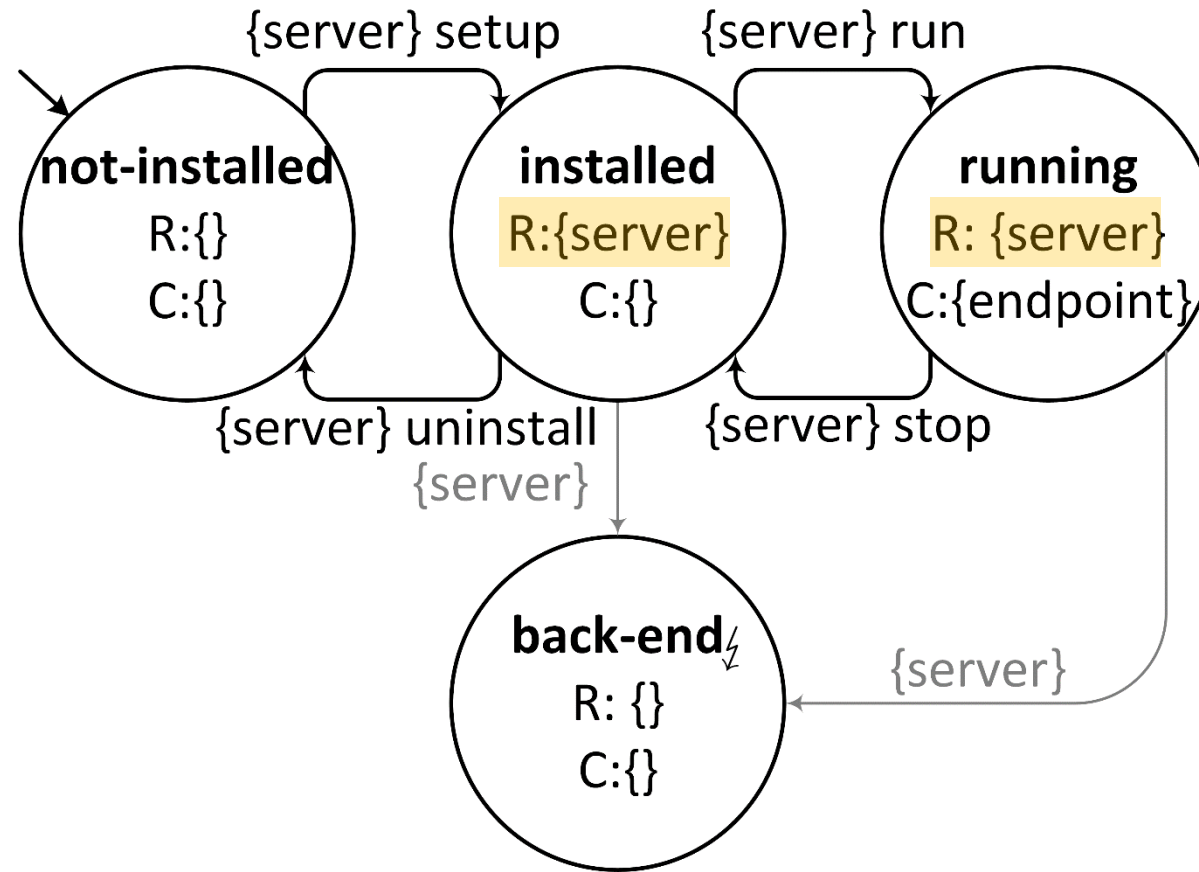 {server} setup
{server} run
not-installed
R:{}
C:{}
installed
R:{server}
C:{}
running
R: {server}
C:{endpoint}
{server} uninstall
{server} stop
{server}
back-end
R: {}
C:{}
{server}